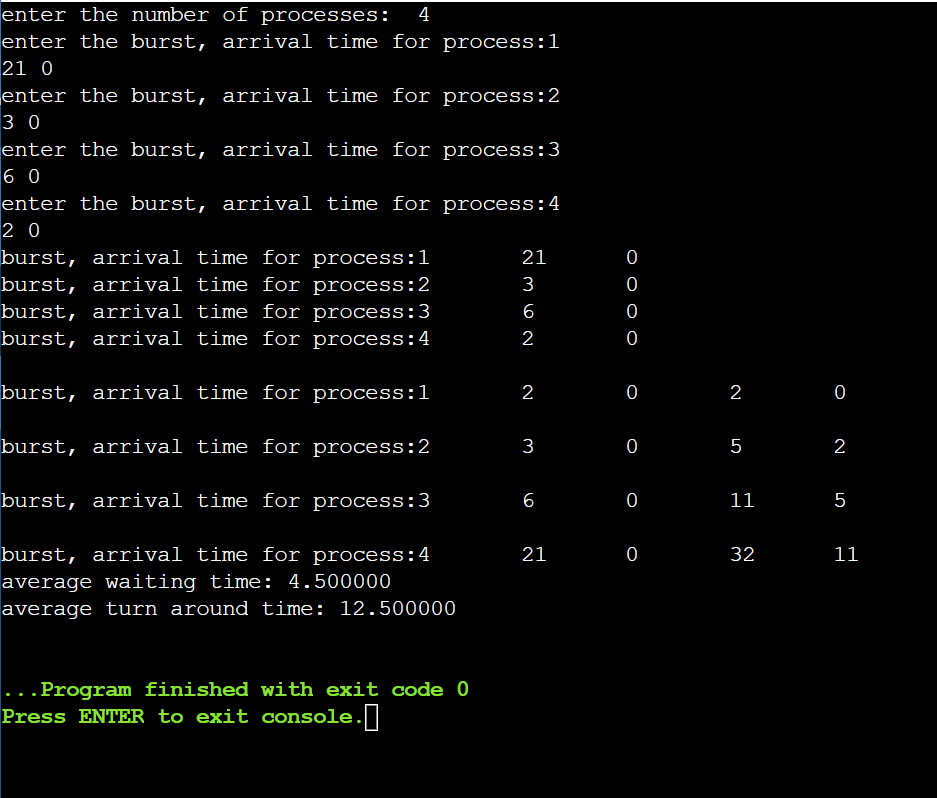 enter the number of processes:  4
enter the burst, arrival time for process:1
21 0
enter the burst, arrival time for process:2
3 0
enter the burst, arrival time for process:3
6 0
enter the burst, arrival time for process:4
2 0
burst, arrival time for process:1       21      0
burst, arrival time for process:2       3       0
burst, arrival time for process:3       6       0
burst, arrival time for process:4       2       0
burst, arrival time for process:1       2       0       2       0
burst, arrival time for process:2       3       0       5       2
burst, arrival time for process:3       6       0       11      5
burst, arrival time for process:4       21      0       32      11
average waiting time: 4.500000
average turn around time: 12.500000
...Program finished with exit code 0
Press ENTER to exit console.